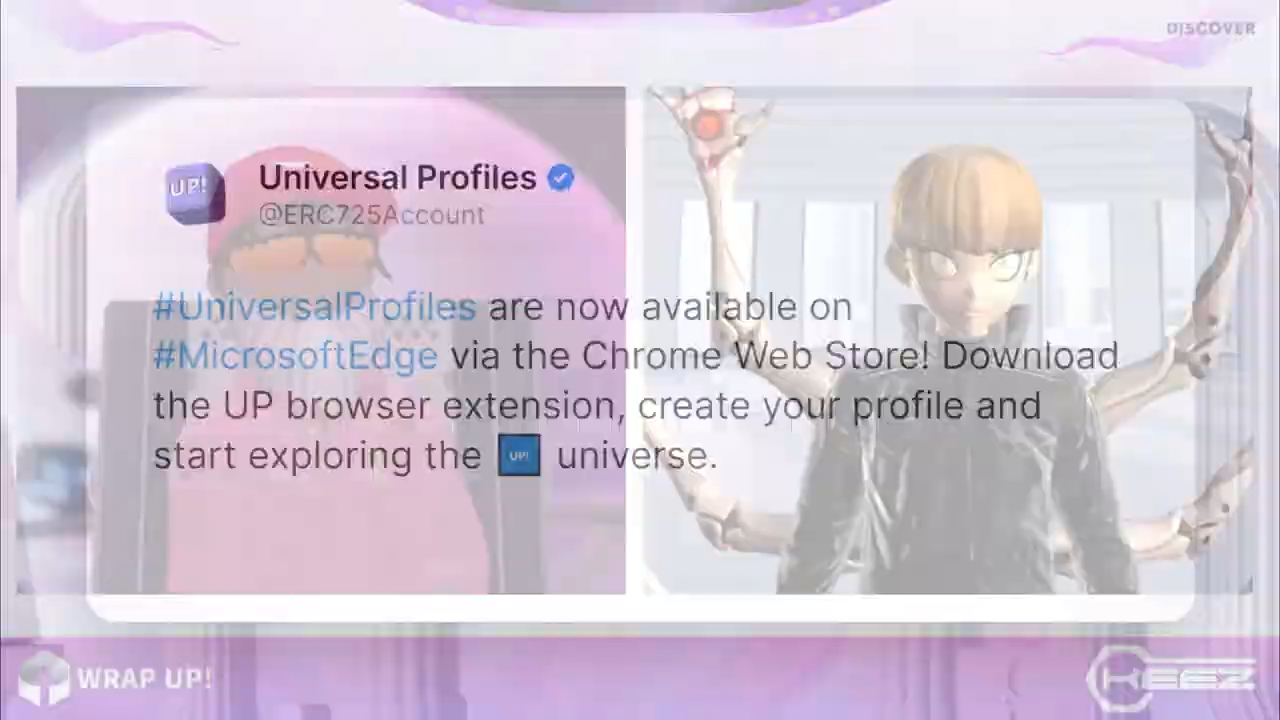 DISCOVER
UP!
Universal Profiles
@ERC725Account
#UniversalProfiles are now available on
#MicrosoftEdge via the Chrome Web Store! Download
the UP browser extension, create your profile and
start exploring the UP! universe.
WRAP UP!
KEEZ